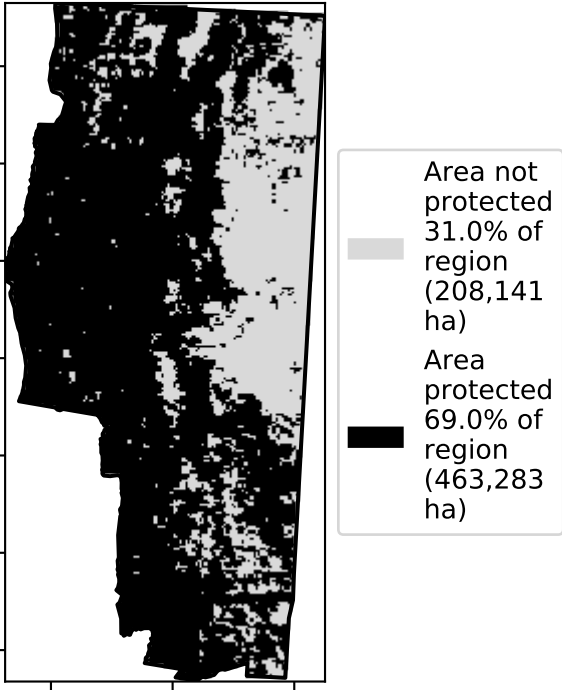 Area not
protected
31.0% of
region
(208,141
ha)
Area
protected
69.0% of
region
(463,283
ha)